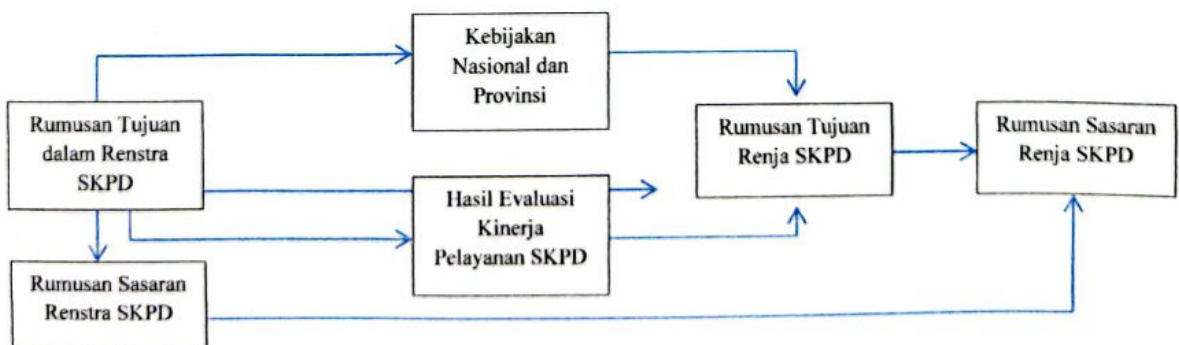 Kebijakan
Nasional dan
Provinsi
Rumusan Tujuan
dalam Renstra
SKPD
Rumusan Tujuan
Renja SKPD
Rumusan Sasaran
Renja SKPD
Hasil Evaluasi
Kinerja
Pelayanan SKPD
Rumusan Sasaran
Renstra SKPD